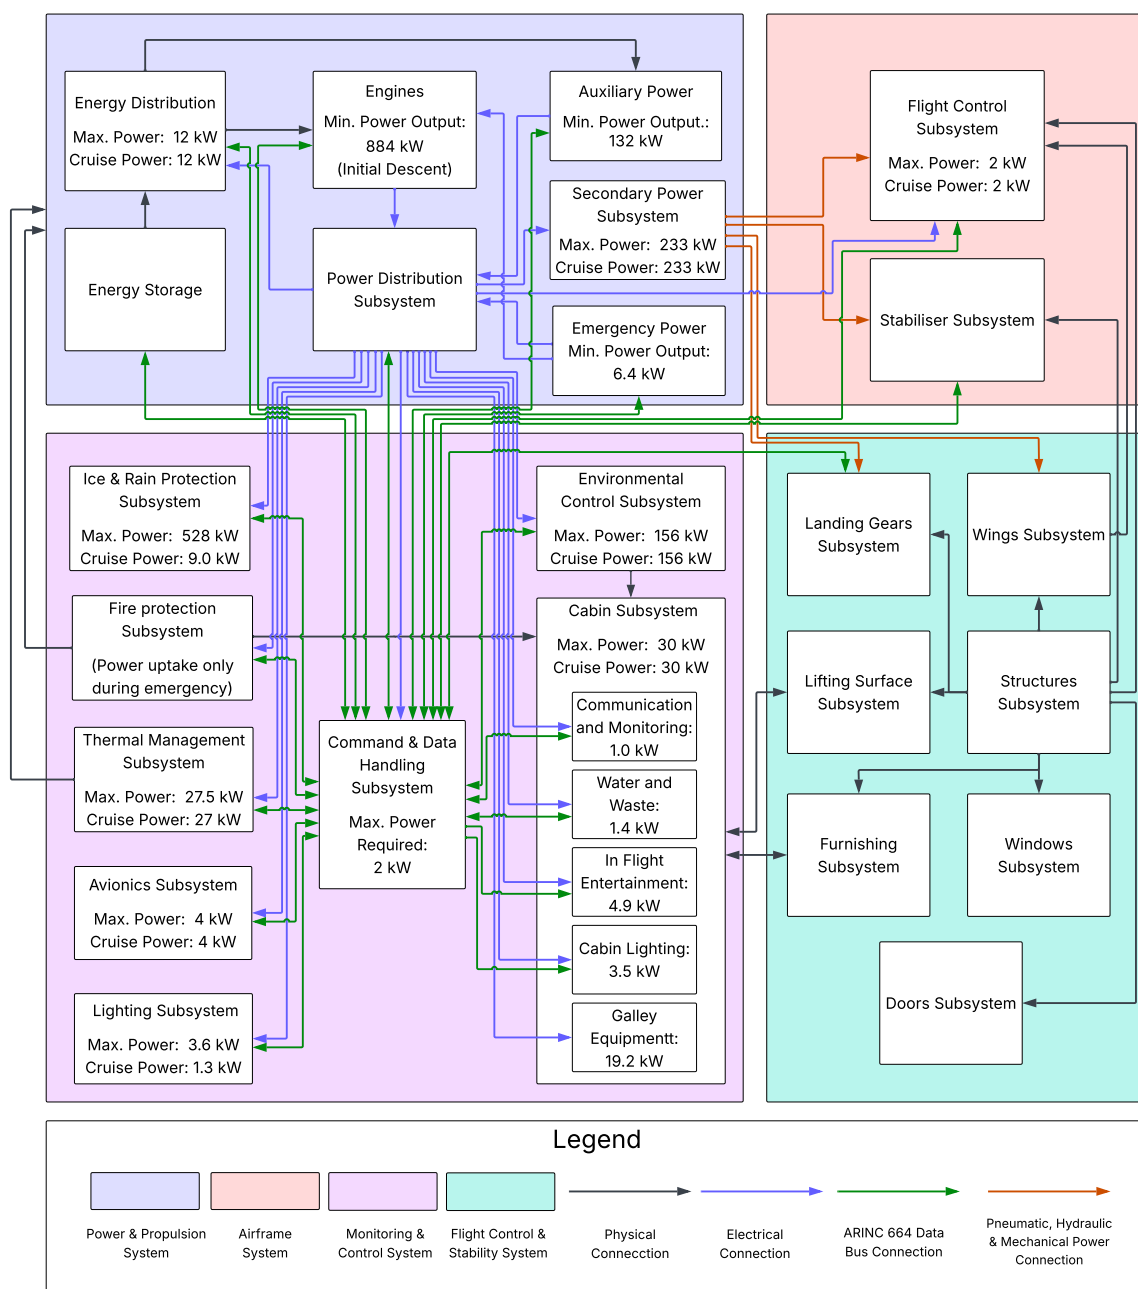 Energy Distribution
Max. Power:  12 kW
Cruise Power: 12 kW
Engines
Min. Power Output:
884 kW
(Initial Descent)
Auxiliary Power
Min. Power Output.:
132 kW
Flight Control
Subsystem
Max. Power:  2 kW
Cruise Power: 2 kW
Secondary Power
Subsystem
Max. Power:  233 kW
Cruise Power: 233 kW
Energy Storage
Power Distribution
Subsystem
Stabiliser Subsystem
Emergency Power
Min. Power Output:
6.4 kW
Ice & Rain Protection
Subsystem
Max. Power:  528 kW
Cruise Power: 9.0 kW
Environmental
Control Subsystem
Max. Power:  156 kW
Cruise Power: 156 kW
Landing Gears
Subsystem
Wings Subsystem
Fire protection
Subsystem
(Power uptake only
during emergency)
Cabin Subsystem
Max. Power:  30 kW
Cruise Power: 30 kW
Lifting Surface
Subsystem
Structures
Subsystem
Communication
and Monitoring:
1.0 kW
Thermal Management
Subsystem
Max. Power:  27.5 kW
Cruise Power: 27 kW
Command & Data
Handling
Subsystem
Max. Power
Required:
2 kW
Water and
Waste:
1.4 kW
Furnishing
Subsystem
Windows
Subsystem
In Flight
Entertainment:
4.9 kW
Avionics Subsystem
Max. Power:  4 kW
Cruise Power: 4 kW
Cabin Lighting:
3.5 kW
Doors Subsystem
Lighting Subsystem
Max. Power:  3.6 kW
Cruise Power: 1.3 kW
Galley
Equipmentt:
19.2 kW
Legend
Power & Propulsion
System
Airframe
System
Monitoring &
Control System
Flight Control &
Stability System
Physical
Connecction
Electrical
Connection
ARINC 664 Data
Bus Connection
Pneumatic, Hydraulic
& Mechanical Power
Connection